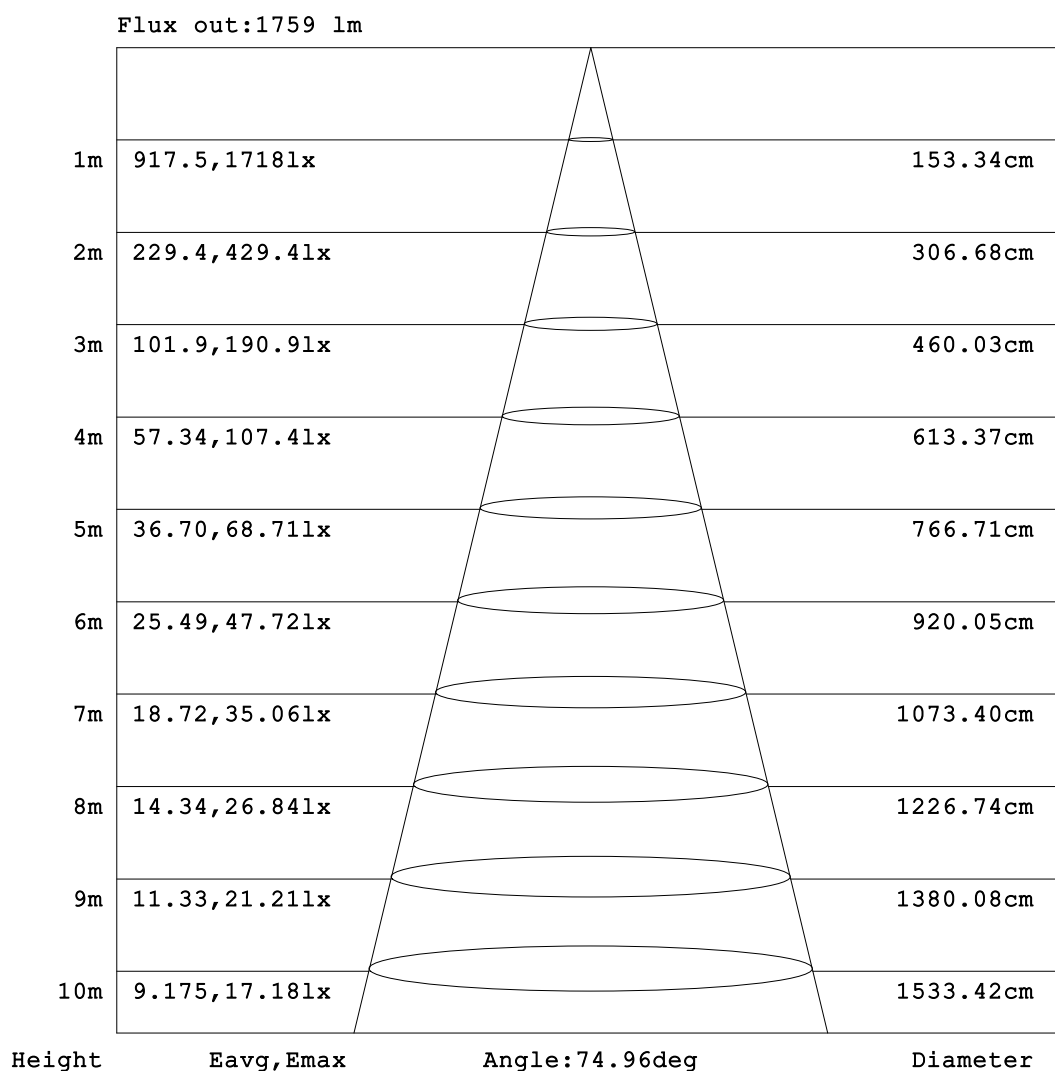 Flux out:1759 lm
1m 917.5,1718lx 153.34cm
2m 229.4,429.4lx 306.68cm
3m 101.9,190.9lx 460.03cm
4m 57.34,107.4lx 613.37cm
5m 36.70,68.71lx 766.71cm
6m 25.49,47.72lx 920.05cm
7m 18.72,35.06lx 1073.40cm
8m 14.34,26.84lx 1226.74cm
9m 11.33,21.21lx 1380.08cm
10m 9.175,17.18lx 1533.42cm
Height Eavg,Emax Angle:74.96deg Diameter